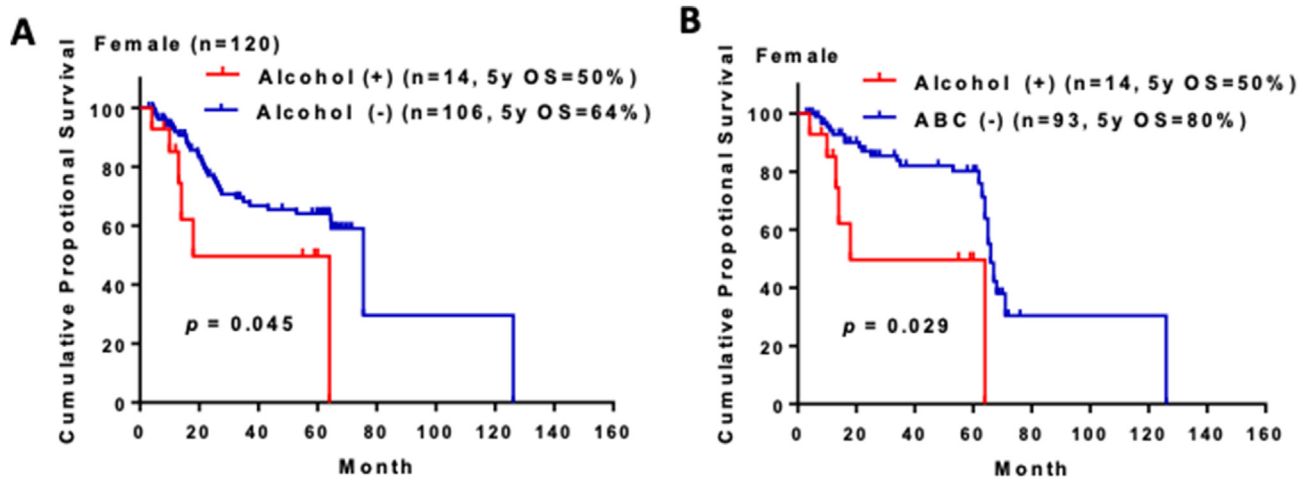 A
Female (n=120)
Alcohol (+) (n=14, 5y OS=50%)
Alcohol (-) (n=106, 5y OS=64%)
Cumulative Propotional Survival
100
80
60
40
20
0
p = 0.045
0 20 40 60 80 100 120 140 160
Month
B
Female
Alcohol (+) (n=14, 5y OS=50%)
ABC (-) (n=93, 5y OS=80%)
Cumulative Propotional Survival
100
80
60
40
20
0
p = 0.029
0 20 40 60 80 100 120 140 160
Month